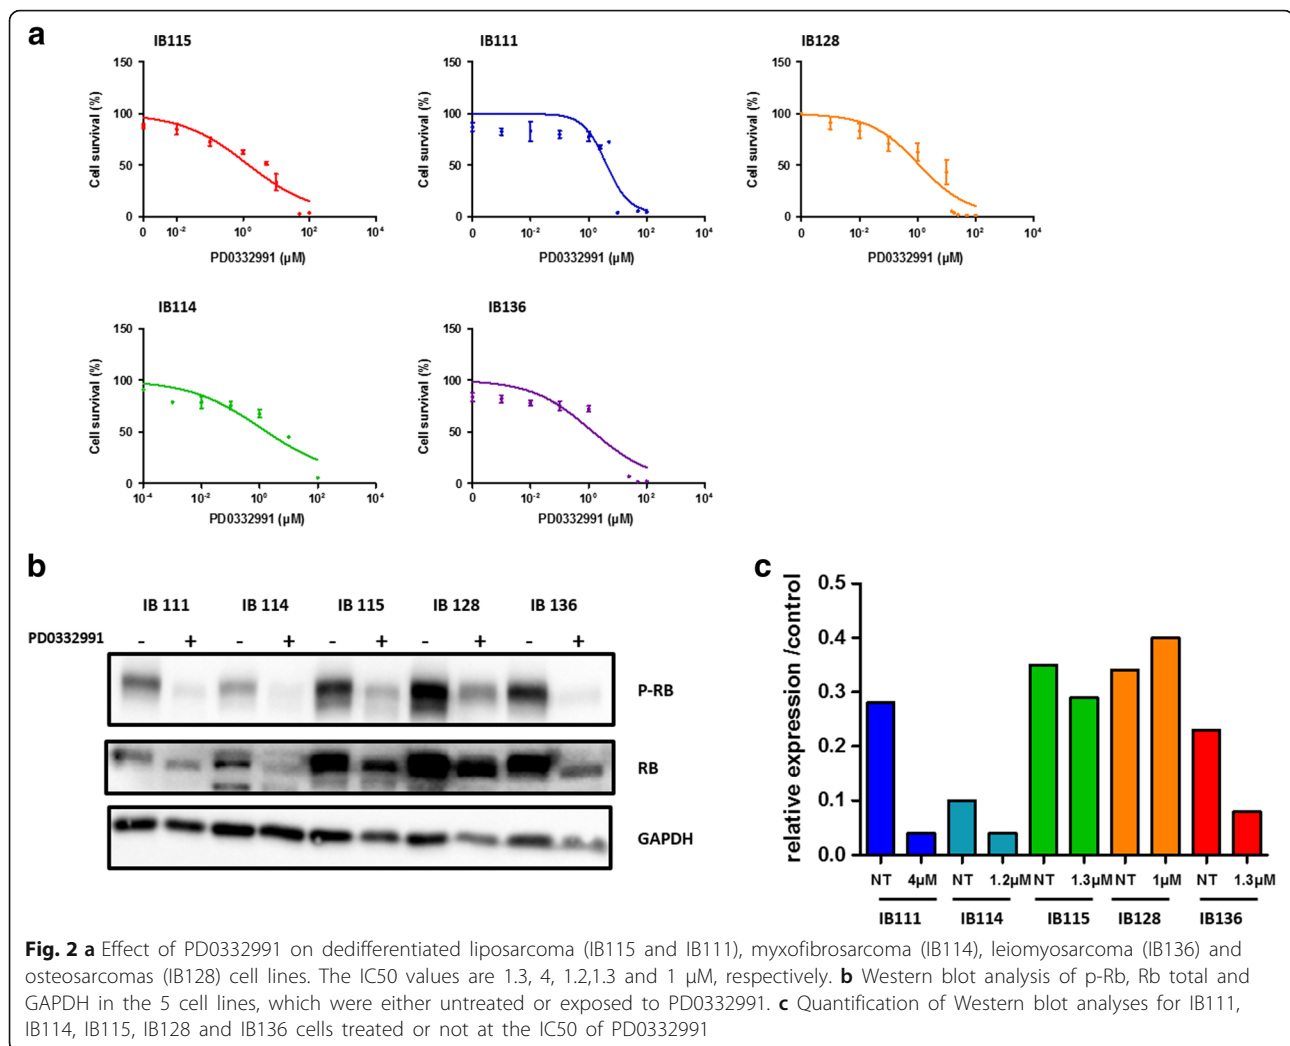 a
IB115
150
100
50
0
Cell survival (%)
0 10-2 100 102 104
PD0332991 (µM)
IB111
150
100
50
0
Cell survival (%)
0 10-2 100 102 104
PD0332991 (µM)
IB128
150
100
50
0
Cell survival (%)
0 10-2 100 102 104
PD0332991 (µM)
IB114
150
100
50
0
Cell survival (%)
10-4 10-2 100 102 104
PD0332991 (µM)
IB136
150
100
50
0
Cell survival (%)
0 10-2 100 102 104
PD0332991 (µM)
b
IB 111 IB 114 IB 115 IB 128 IB 136
PD0332991 - + - + - + - + - +
P-RB
RB
GAPDH
c
relative expression /control
0.5
0.4
0.3
0.2
0.1
0.0
NT 4µM NT 1.2µM NT 1.3µM NT 1µM NT 1.3µM
IB111 IB114 IB115 IB128 IB136
Fig. 2 a Effect of PD0332991 on dedifferentiated liposarcoma (IB115 and IB111), myxofibrosarcoma (IB114), leiomyosarcoma (IB136) and
osteosarcomas (IB128) cell lines. The IC50 values are 1.3, 4, 1.2,1.3 and 1 µM, respectively. b Western blot analysis of p-Rb, Rb total and
GAPDH in the 5 cell lines, which were either untreated or exposed to PD0332991. c Quantification of Western blot analyses for IB111,
IB114, IB115, IB128 and IB136 cells treated or not at the IC50 of PD0332991